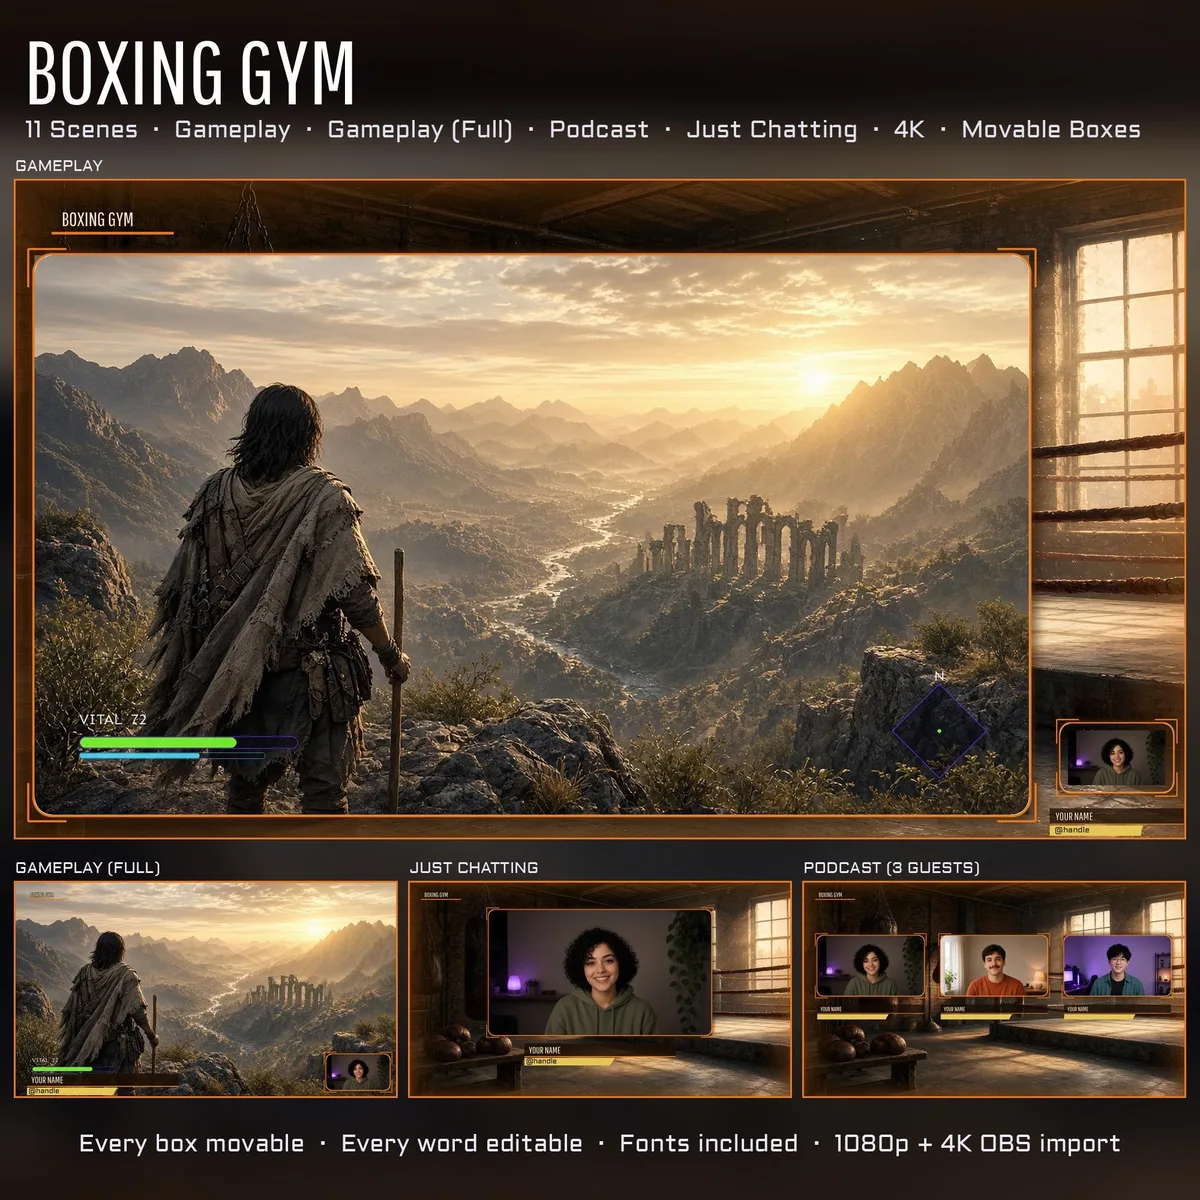 BOXING GYM
11 Scenes · Gameplay · Gameplay (Full) · Podcast · Just Chatting · 4K · Movable Boxes
GAMEPLAY
BOXING GYM
N
VITAL 72
YOUR NAME
@handle
GAMEPLAY (FULL)
JUST CHATTING
PODCAST (3 GUESTS)
BOXING GYM
BOXING GYM
BOXING GYM
VITAL 72
YOUR NAME
@handle
YOUR NAME
@handle
YOUR NAME
YOUR NAME
YOUR NAME
Every box movable · Every word editable · Fonts included · 1080p + 4K OBS import